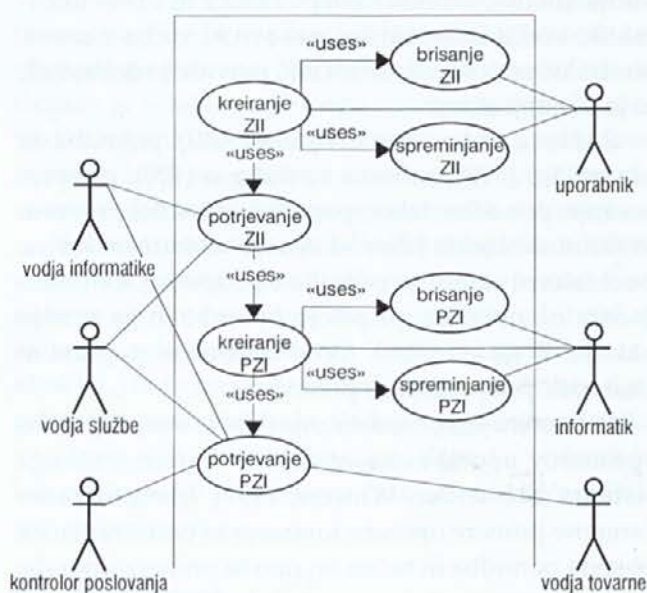 «uses»
brisanje
ZII
kreiranje
ZII
«uses»
«uses»
spreminjanje
ZII
uporabnik
potrjevanje
ZII
vodja informatike
«uses»
«uses»
brisanje
PZI
kreiranje
PZI
«uses»
spreminjanje
PZI
«uses»
vodja službe
informatik
potrjevanje
PZI
kontrolor poslovanja
vodja tovarne